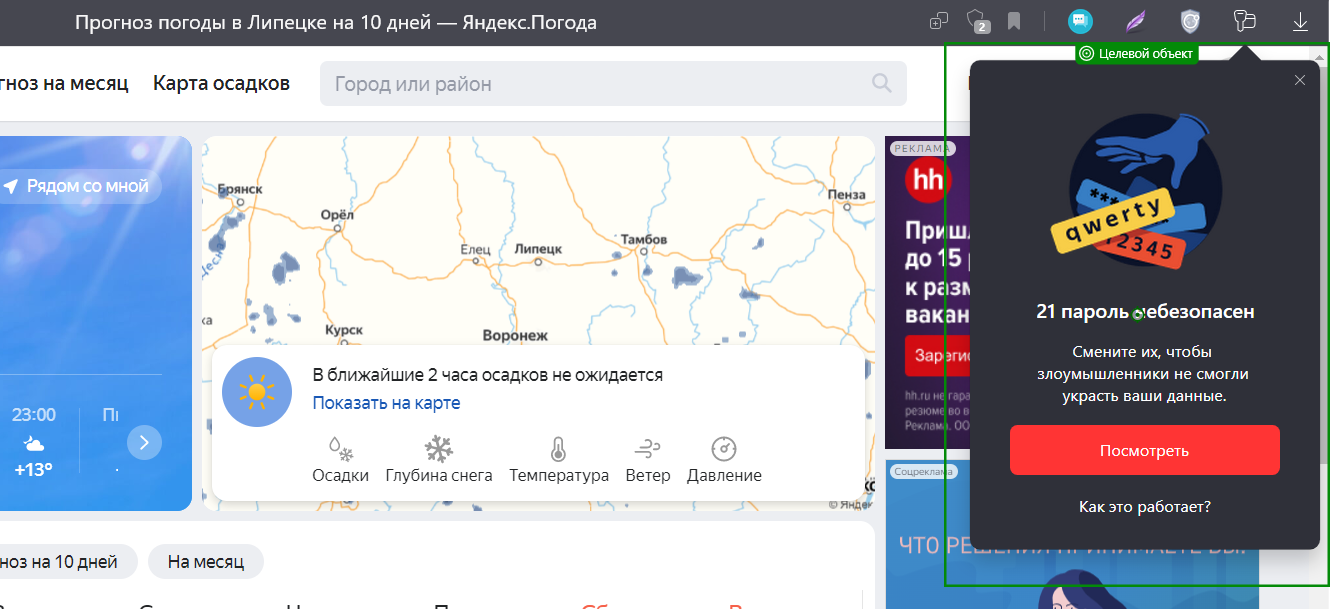 Прогноз погоды в Липецке на 10 дней — Яндекс.Погода
2
Целевой объект
гноз на месяц
Карта осадков
Город или район
Рядом со мной
23:00
+13°
Брянск
Орёл
Елец
Липецк
Тамбов
Пенза
Курск
Воронеж
В ближайшие 2 часа осадков не ожидается
Показать на карте
Осадки
Глубина снега
Температура
Ветер
Давление
© Яндек
РЕКЛАМА
hh
до 15
к разм
вакан
Зарегис
hh.ru не гара
резюме во в
Реклама. ОО
Соцреклама
ЧТО РЕШЕНИЯ ПРИНИМАЕТЕ ВЫ!
***
qwerty
2345
21 пароль небезопасен
Смените их, чтобы
злоумышленники не смогли
украсть ваши данные.
Посмотреть
Как это работает?
ноз на 10 дней
На месяц